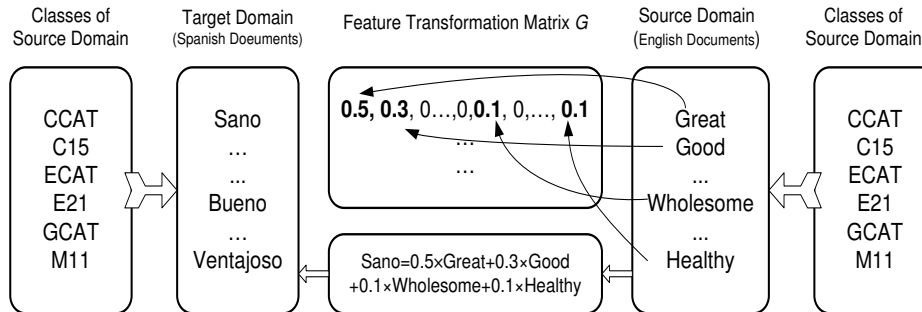 Classes of
Source Domain
Target Domain
(Spanish Doeuments)
Feature Transformation Matrix G
Source Domain
(English Documents)
Classes of
Source Domain
CCAT
C15
ECAT
E21
GCAT
M11
Sano
...
...
Bueno
...
Ventajoso
0.5, 0.3, 0...,0,0.1, 0,..., 0.1
...
...
Sano=0.5×Great+0.3×Good
+0.1×Wholesome+0.1×Healthy
Great
Good
...
Wholesome
...
Healthy
CCAT
C15
ECAT
E21
GCAT
M11